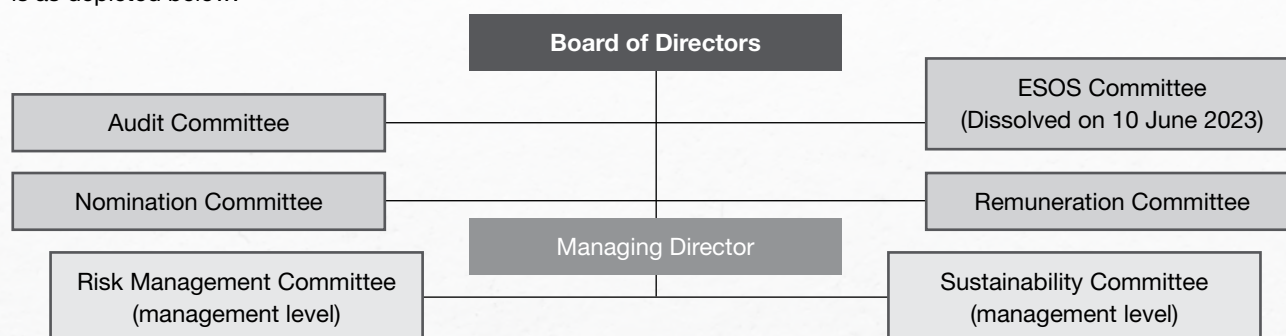 is as depicted below:
Board of Directors
Audit Committee
ESOS Committee
(Dissolved on 10 June 2023)
Nomination Committee
Remuneration Committee
Managing Director
Risk Management Committee
(management level)
Sustainability Committee
(management level)